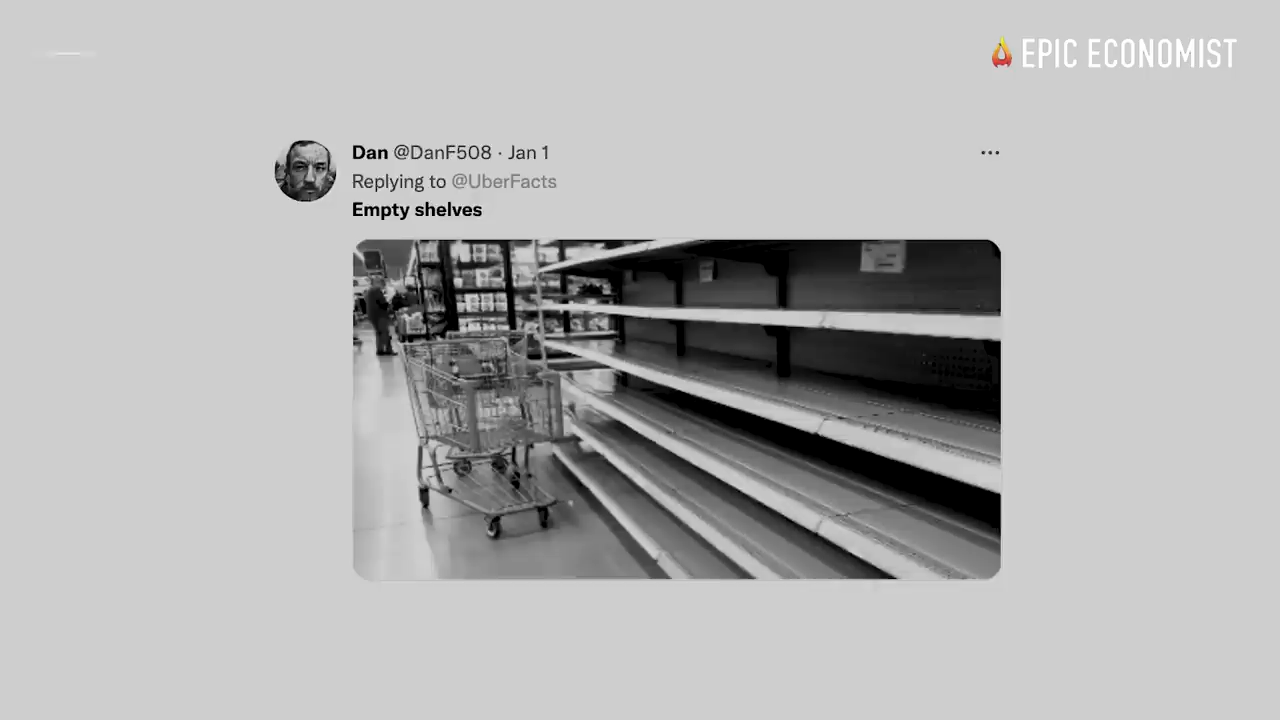 EPIC ECONOMIST
Dan @DanF508 · Jan 1
Replying to @UberFacts
Empty shelves